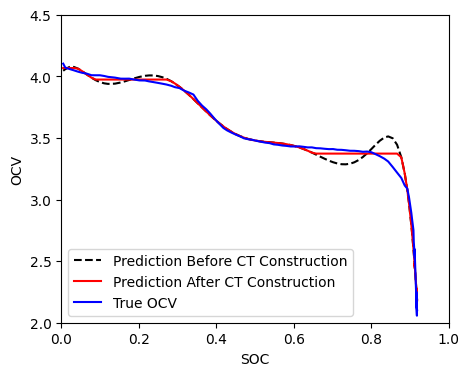 4.5
4.0
3.5
3.0
2.5
2.0
OCV
Prediction Before CT Construction
Prediction After CT Construction
True OCV
0.0 0.2 0.4 0.6 0.8 1.0
SOC